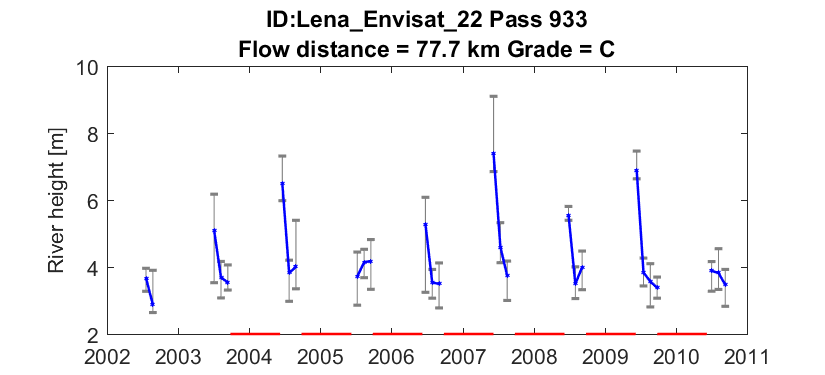 ID:Lena_Envisat_22 Pass 933
Flow distance = 77.7 km Grade = C
River height [m]
10
8
6
4
2
2002 2003 2004 2005 2006 2007 2008 2009 2010 2011